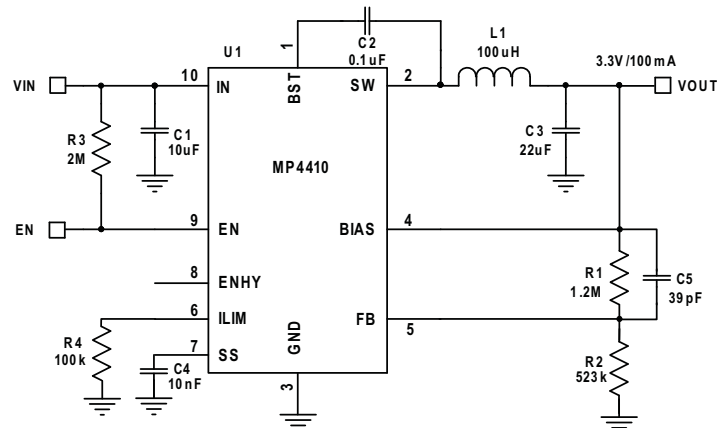 U1
C2
0.1uF
L1
100uH
3.3V/100mA
VIN
10
IN
1
BST
SW
2
VOUT
C1
10uF
R3
2M
C3
22uF
MP4410
EN
9
EN
BIAS
4
8
ENHY
R1
1.2M
C5
39pF
6
ILIM
FB
5
R4
100k
7
SS
C4
10nF
GND
3
R2
523k